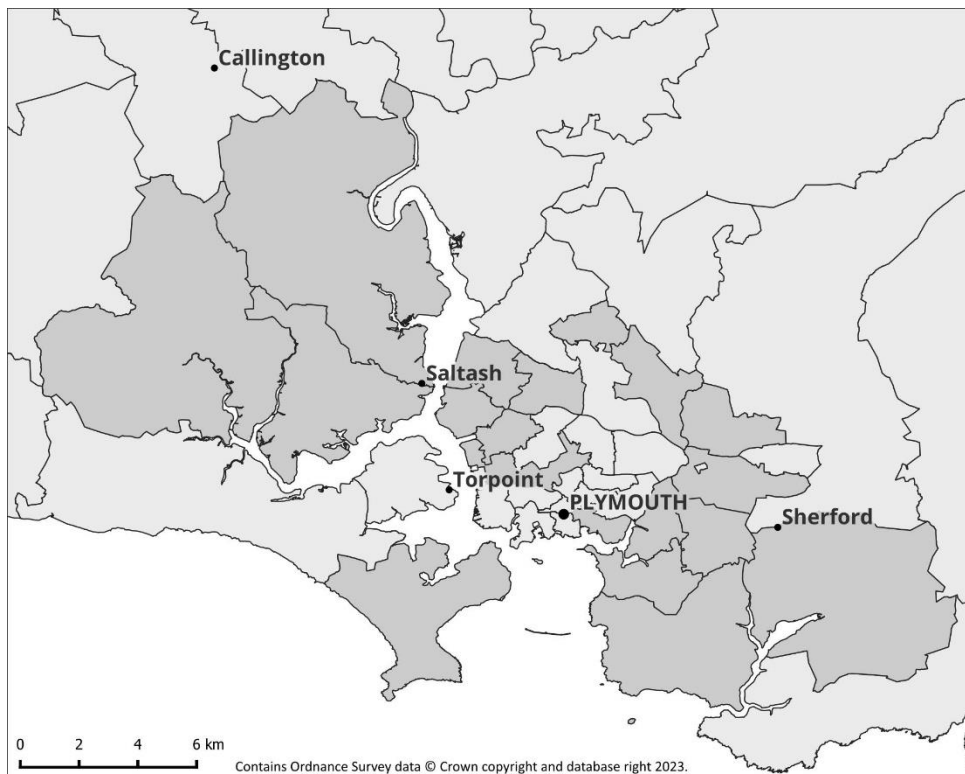 Callington
Saltash
Torpoint
PLYMOUTH
Sherford
0 2 4 6 km
Contains Ordnance Survey data © Crown copyright and database right 2023.